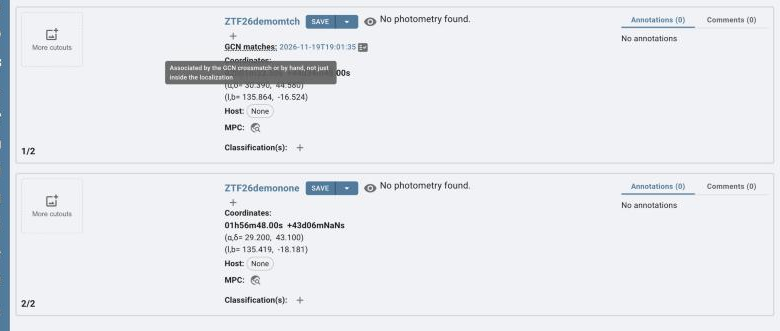 ZTF26demomtch SAVE No photometry found.
Annotations (0) Comments (0)
More cutouts
No annotations
GCN matches: 2026-11-19T19:01:35
Coordinates:
Associated by the GCN crossmatch or by hand, not just
inside the localization
00s
(α,δ= 30.390, 44.580)
(l,b= 135.864, -16.524)
Host: None
MPC:
Classification(s): +
1/2
ZTF26demonone SAVE No photometry found.
Annotations (0) Comments (0)
More cutouts
No annotations
Coordinates:
01h56m48.00s +43d06mNaNs
(α,δ= 29.200, 43.100)
(l,b= 135.419, -18.181)
Host: None
MPC:
Classification(s): +
2/2